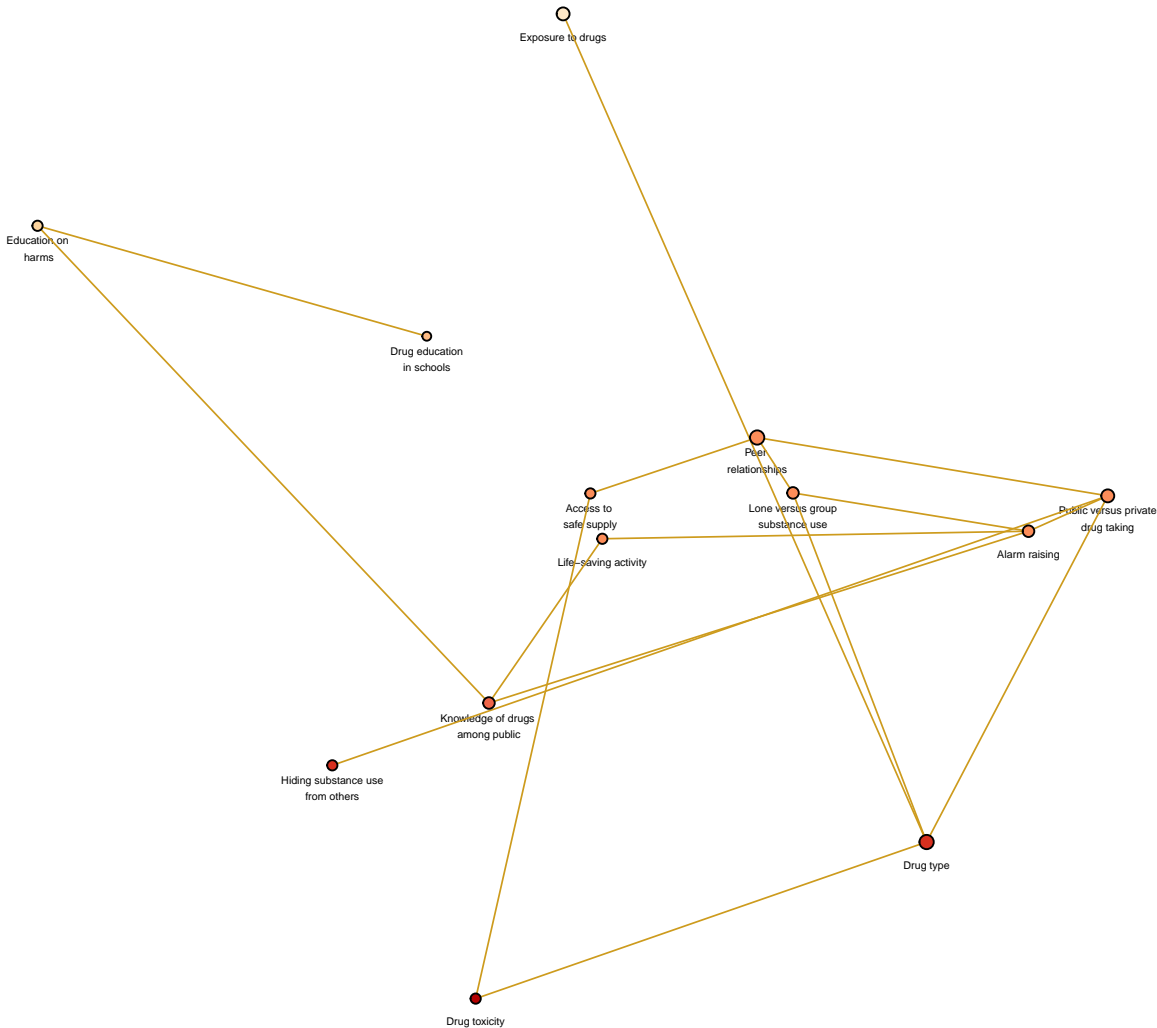 Exposure to drugs
Education on
harms
Drug education
in schools
Peer
relationships
Access to
safe supply
Lone versus group
substance use
Public versus private
drug taking
Alarm raising
Life−saving activity
Knowledge of drugs
among public
Hiding substance use
from others
Drug type
Drug toxicity